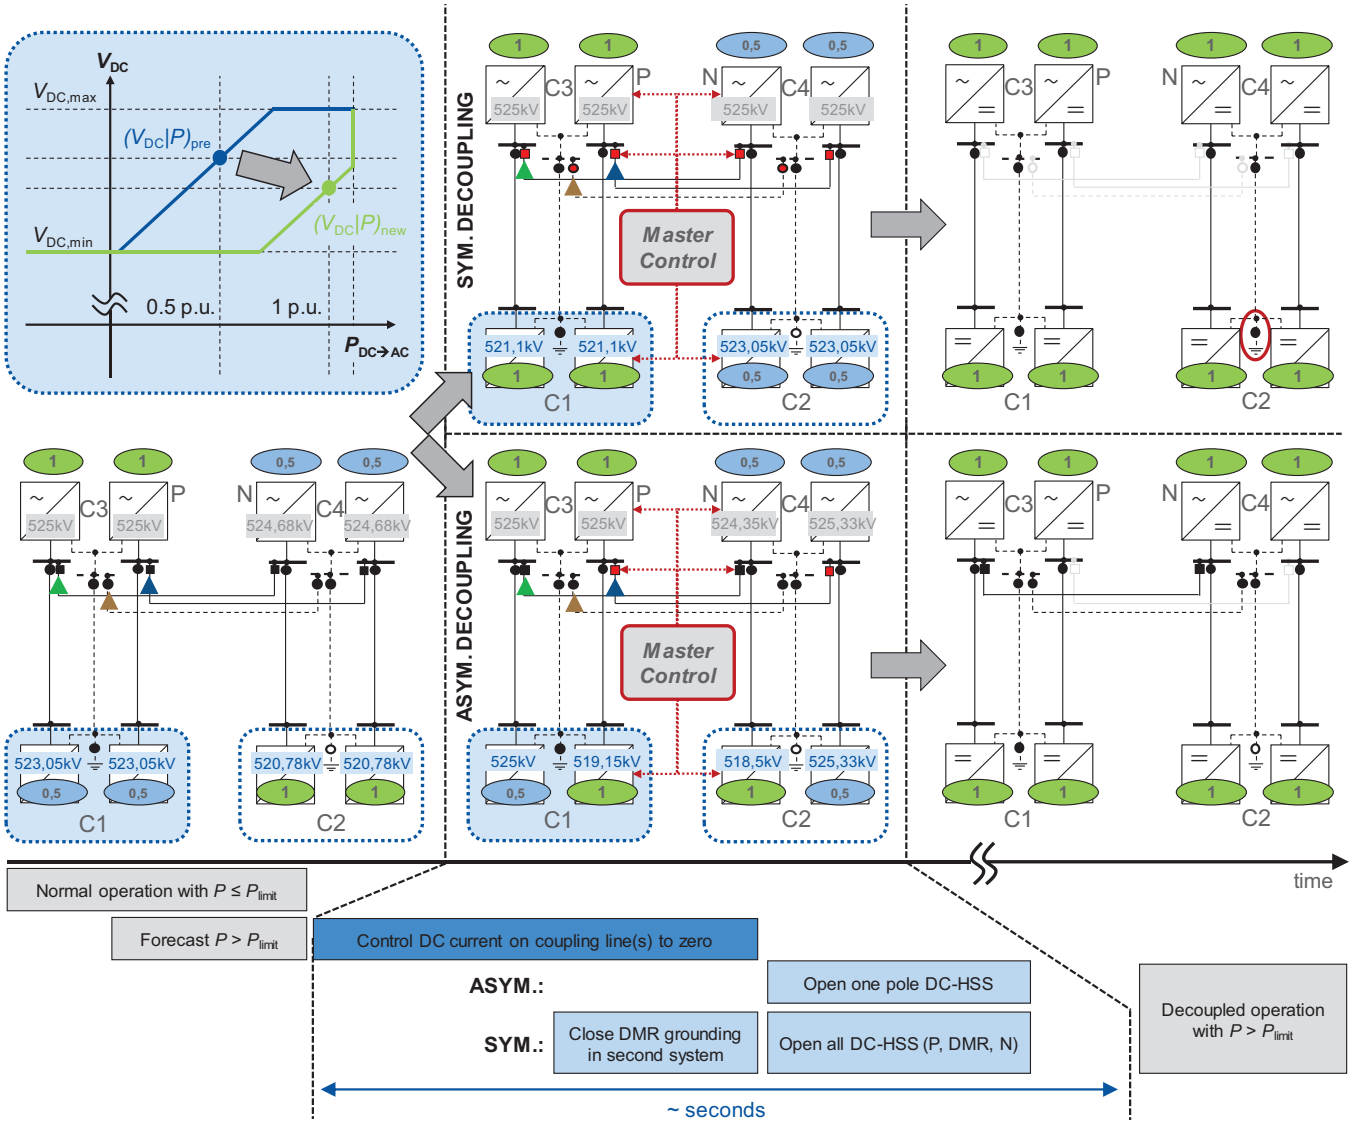 V_DC
V_DC,max
(V_DC|P)_pre
(V_DC|P)_new
V_DC,min
0.5 p.u.
1 p.u.
P_DC→AC
SYM. DECOUPLING
1
1
0,5
0,5
C3
P
N
C4
525kV
525kV
525kV
525kV
Master
Control
521,1kV
521,1kV
523,05kV
523,05kV
1
1
0,5
0,5
C1
C2
1
1
1
1
C3
P
N
C4
1
1
1
1
C1
C2
1
1
0,5
0,5
C3
P
N
C4
525kV
525kV
524,68kV
524,68kV
523,05kV
523,05kV
520,78kV
520,78kV
0,5
0,5
1
1
C1
C2
ASYM. DECOUPLING
1
1
0,5
0,5
C3
P
N
C4
525kV
525kV
524,35kV
525,33kV
Master
Control
525kV
519,15kV
518,5kV
525,33kV
0,5
1
1
0,5
C1
C2
1
1
1
1
C3
P
N
C4
1
1
1
1
C1
C2
time
Normal operation with P ≤ P_limit
Forecast P > P_limit
Control DC current on coupling line(s) to zero
ASYM.:
Open one pole DC-HSS
SYM.:
Close DMR grounding
in second system
Open all DC-HSS (P, DMR, N)
Decoupled operation
with P > P_limit
~ seconds